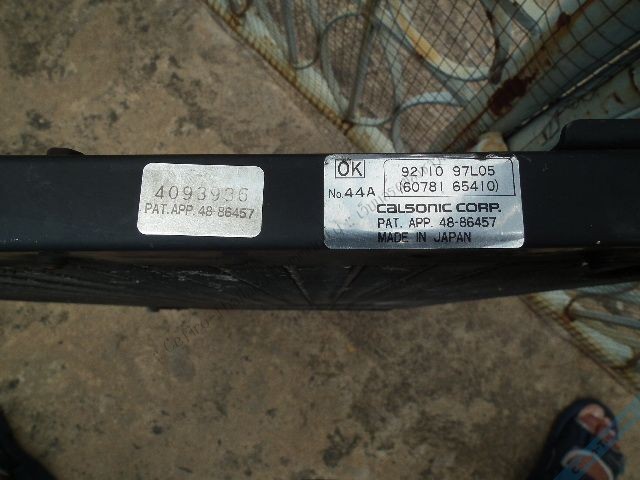 4093936
PAT. APP. 48-86457
OK
No. 44A
92110 97L05
(60781 65410)
CALSONIC CORP.
PAT. APP. 48-86457
MADE IN JAPAN